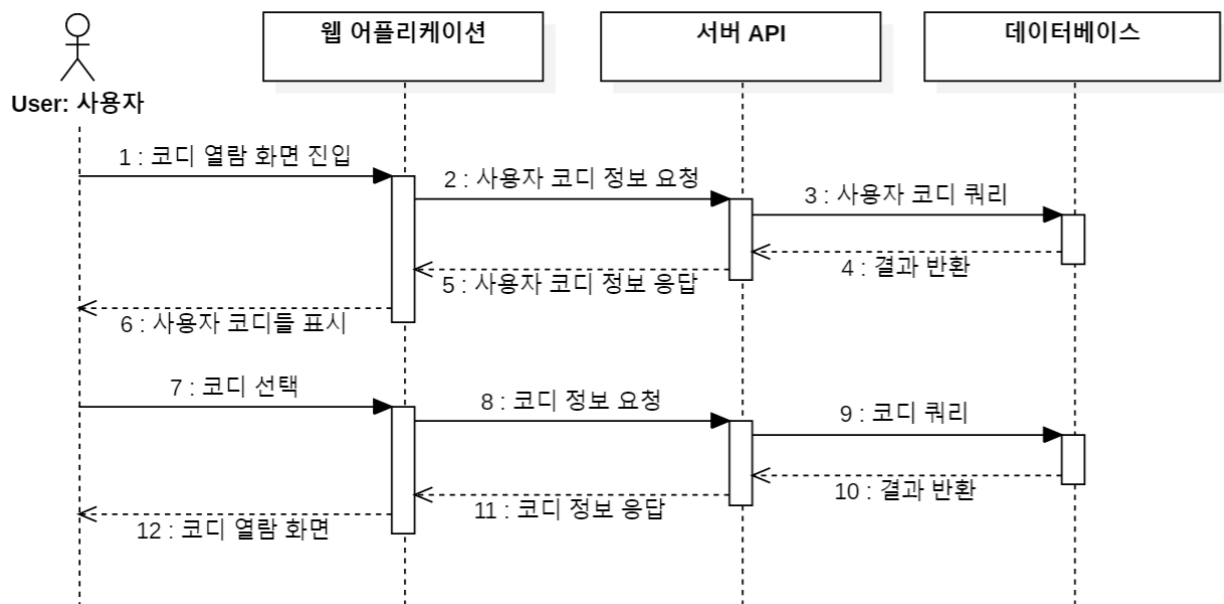 웹 어플리케이션
서버 API
데이터베이스
User: 사용자
1 : 코디 열람 화면 진입
2 : 사용자 코디 정보 요청
3 : 사용자 코디 쿼리
4 : 결과 반환
5 : 사용자 코디 정보 응답
6 : 사용자 코디들 표시
7 : 코디 선택
8 : 코디 정보 요청
9 : 코디 쿼리
10 : 결과 반환
11 : 코디 정보 응답
12 : 코디 열람 화면